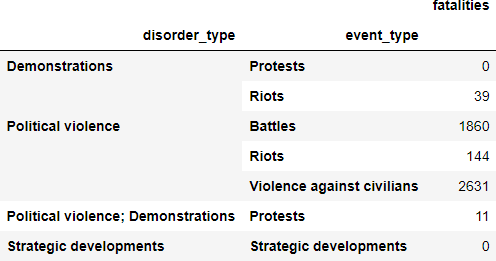 fatalities
disorder_type event_type
Demonstrations Protests 0
Riots 39
Political violence Battles 1860
Riots 144
Violence against civilians 2631
Political violence; Demonstrations Protests 11
Strategic developments Strategic developments 0